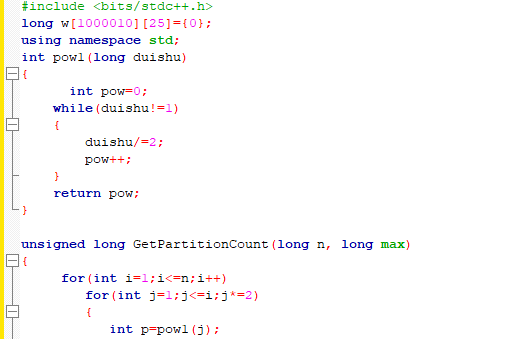 #include <bits/stdc++.h>
long w[1000010][25]={0};
using namespace std;
int powl(long duishu)
{
int pow=0;
while(duishu!=1)
{
duishu/=2;
pow++;
}
return pow;
}
unsigned long GetPartitionCount(long n, long max)
{
for(int i=1;i<=n;i++)
for(int j=1;j<=i;j*=2)
{
int p=powl(j);